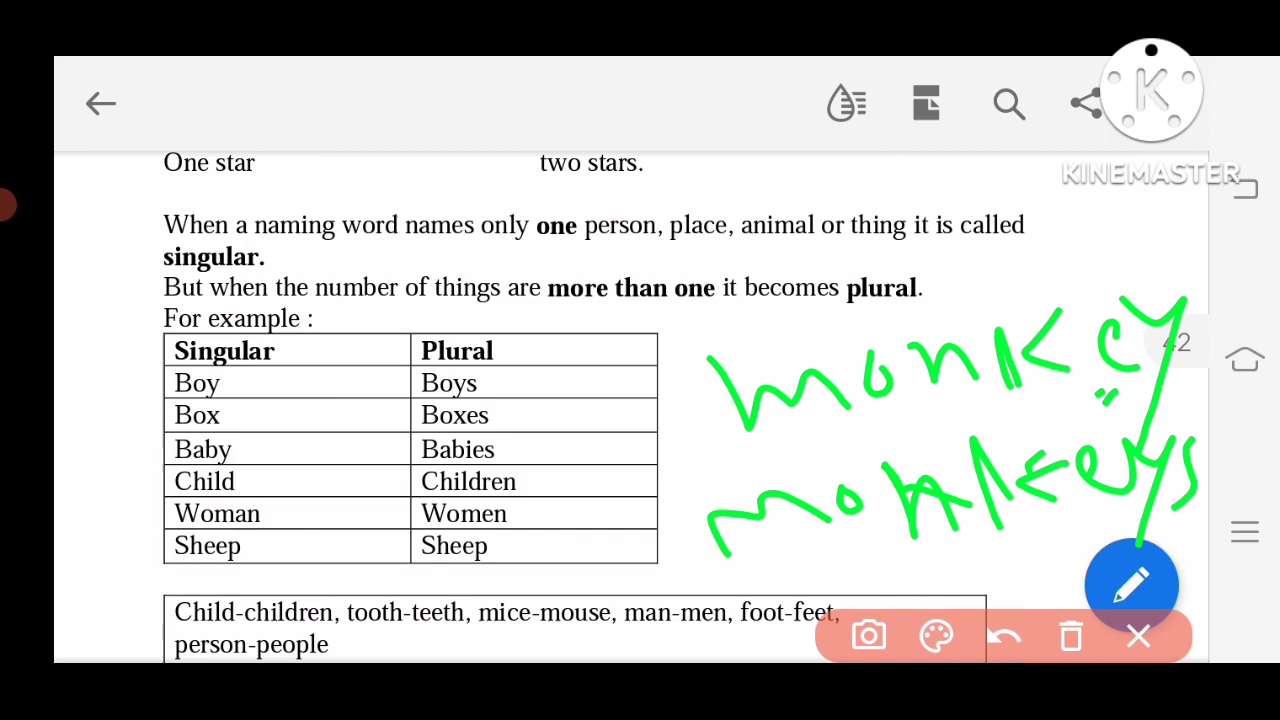 K
KINEMASTER
One star two stars.
When a naming word names only one person, place, animal or thing it is called
singular.
But when the number of things are more than one it becomes plural.
For example :
Singular Plural
Boy Boys
Box Boxes
Baby Babies
Child Children
Woman Women
Sheep Sheep
42
monkey
monkeys
Child-children, tooth-teeth, mice-mouse, man-men, foot-feet,
person-people